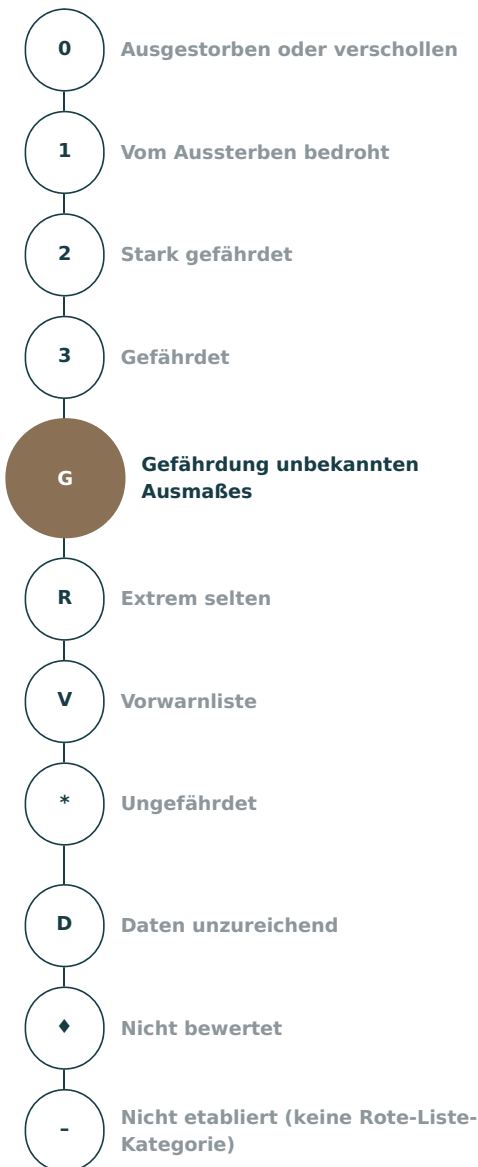 0 Ausgestorben oder verschollen
1 Vom Aussterben bedroht
2 Stark gefährdet
3 Gefährdet
G Gefährdung unbekannten
Ausmaßes
R Extrem selten
V Vorwarnliste
* Ungefährdet
D Daten unzureichend
♦ Nicht bewertet
– Nicht etabliert (keine Rote-Liste-
Kategorie)